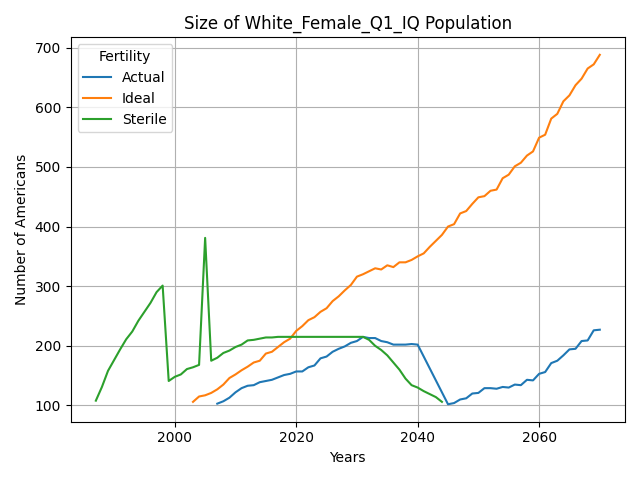 Size of White_Female_Q1_IQ Population
Number of Americans
700
600
500
400
300
200
100
Fertility
Actual
Ideal
Sterile
2000
2020
2040
2060
Years